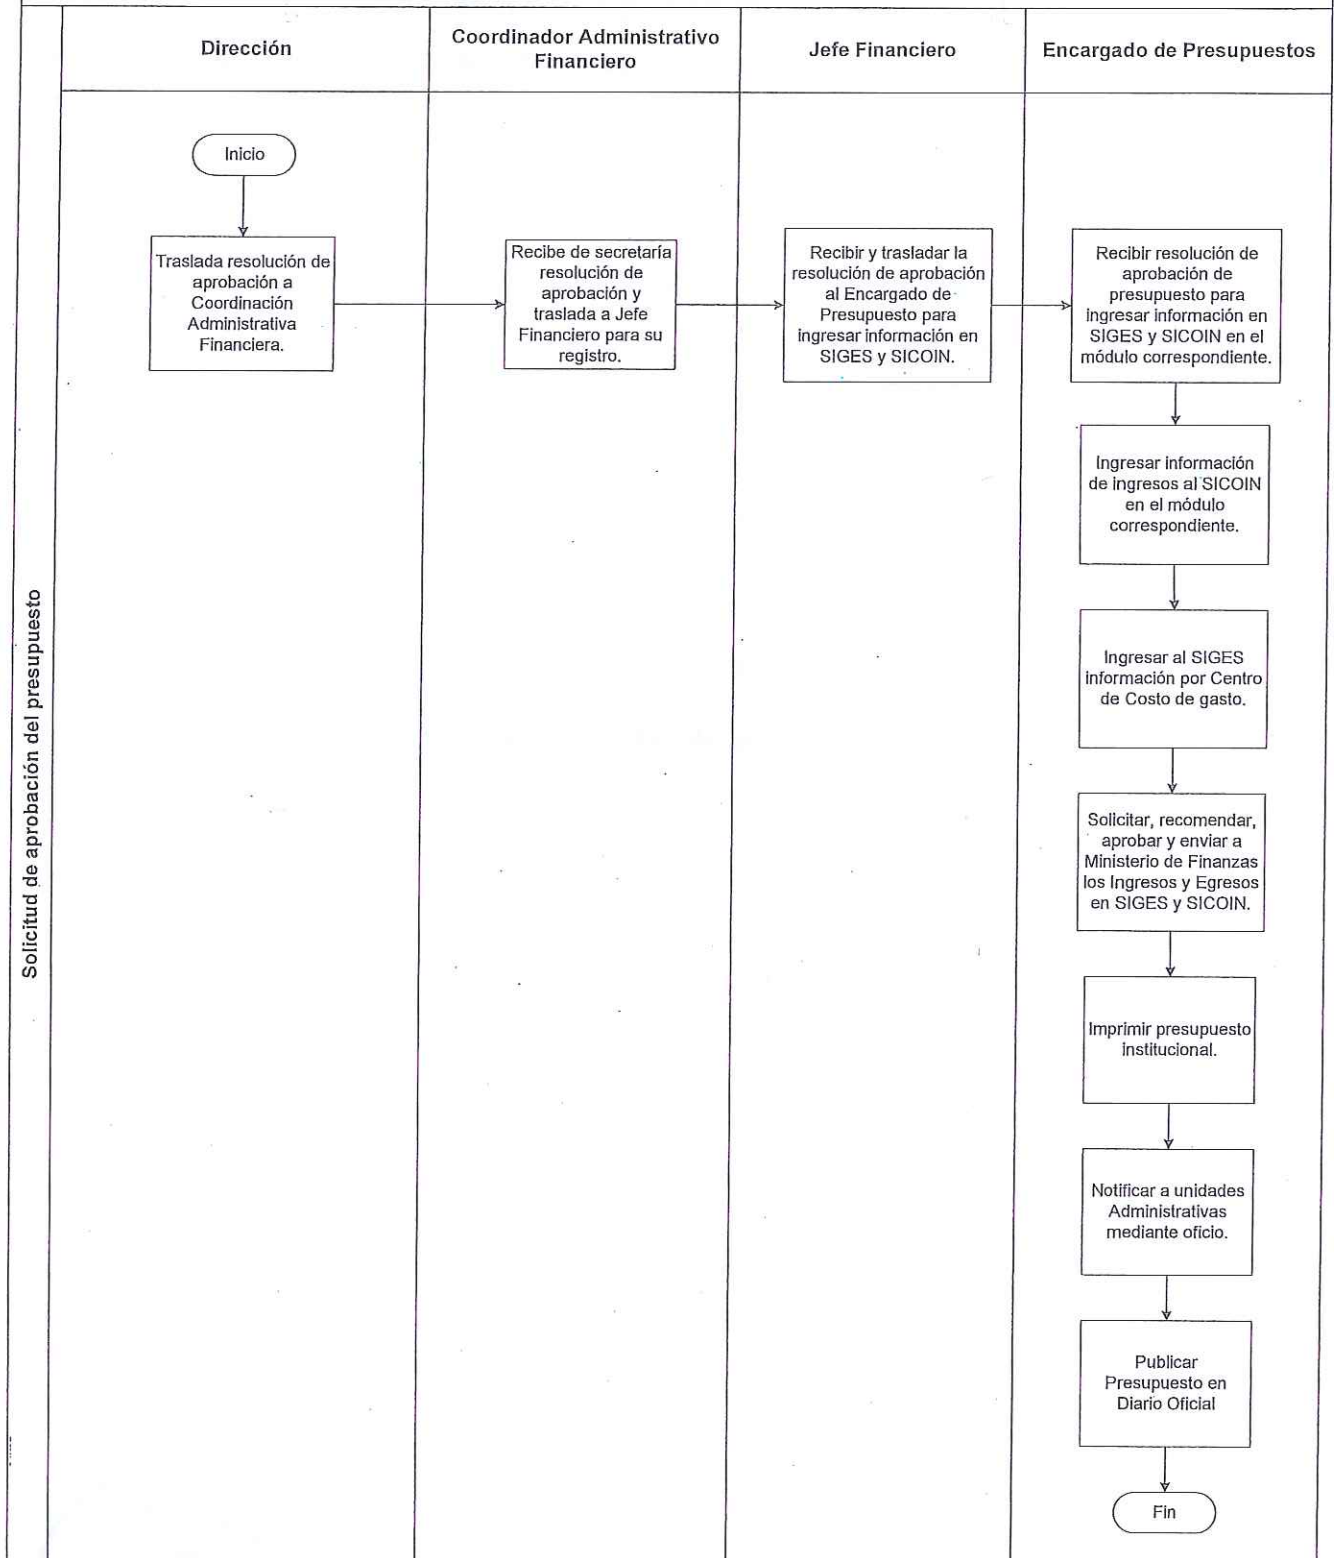 Dirección
Coordinador Administrativo
Financiero
Jefe Financiero
Encargado de Presupuestos
Solicitud de aprobación del presupuesto
Inicio
Traslada resolución de
aprobación a
Coordinación
Administrativa
Financiera.
Recibe de secretaría
resolución de
aprobación y
traslada a Jefe
Financiero para su
registro.
Recibir y trasladar la
resolución de aprobación
al Encargado de
Presupuesto para
ingresar información en
SIGES y SICOIN.
Recibir resolución de
aprobación de
presupuesto para
ingresar información en
SIGES y SICOIN en el
módulo correspondiente.
Ingresar información
de ingresos al SICOIN
en el módulo
correspondiente.
Ingresar al SIGES
información por Centro
de Costo de gasto.
Solicitar, recomendar,
aprobar y enviar a
Ministerio de Finanzas
los Ingresos y Egresos
en SIGES y SICOIN.
Imprimir presupuesto
institucional.
Notificar a unidades
Administrativas
mediante oficio.
Publicar
Presupuesto en
Diario Oficial
Fin